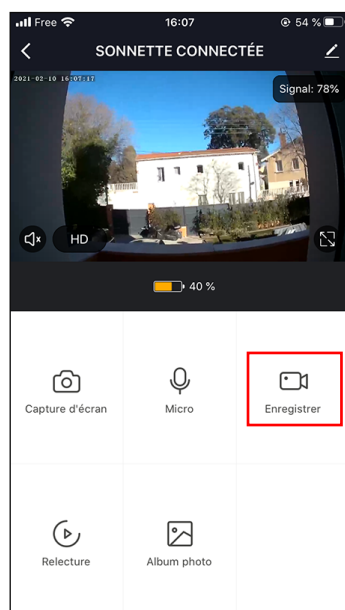 Free 16:07 54 %
SONNETTE CONNECTÉE
2021-02-10 16:07:17
Signal: 78%
HD
40 %
Capture d'écran
Micro
Enregistrer
Relecture
Album photo